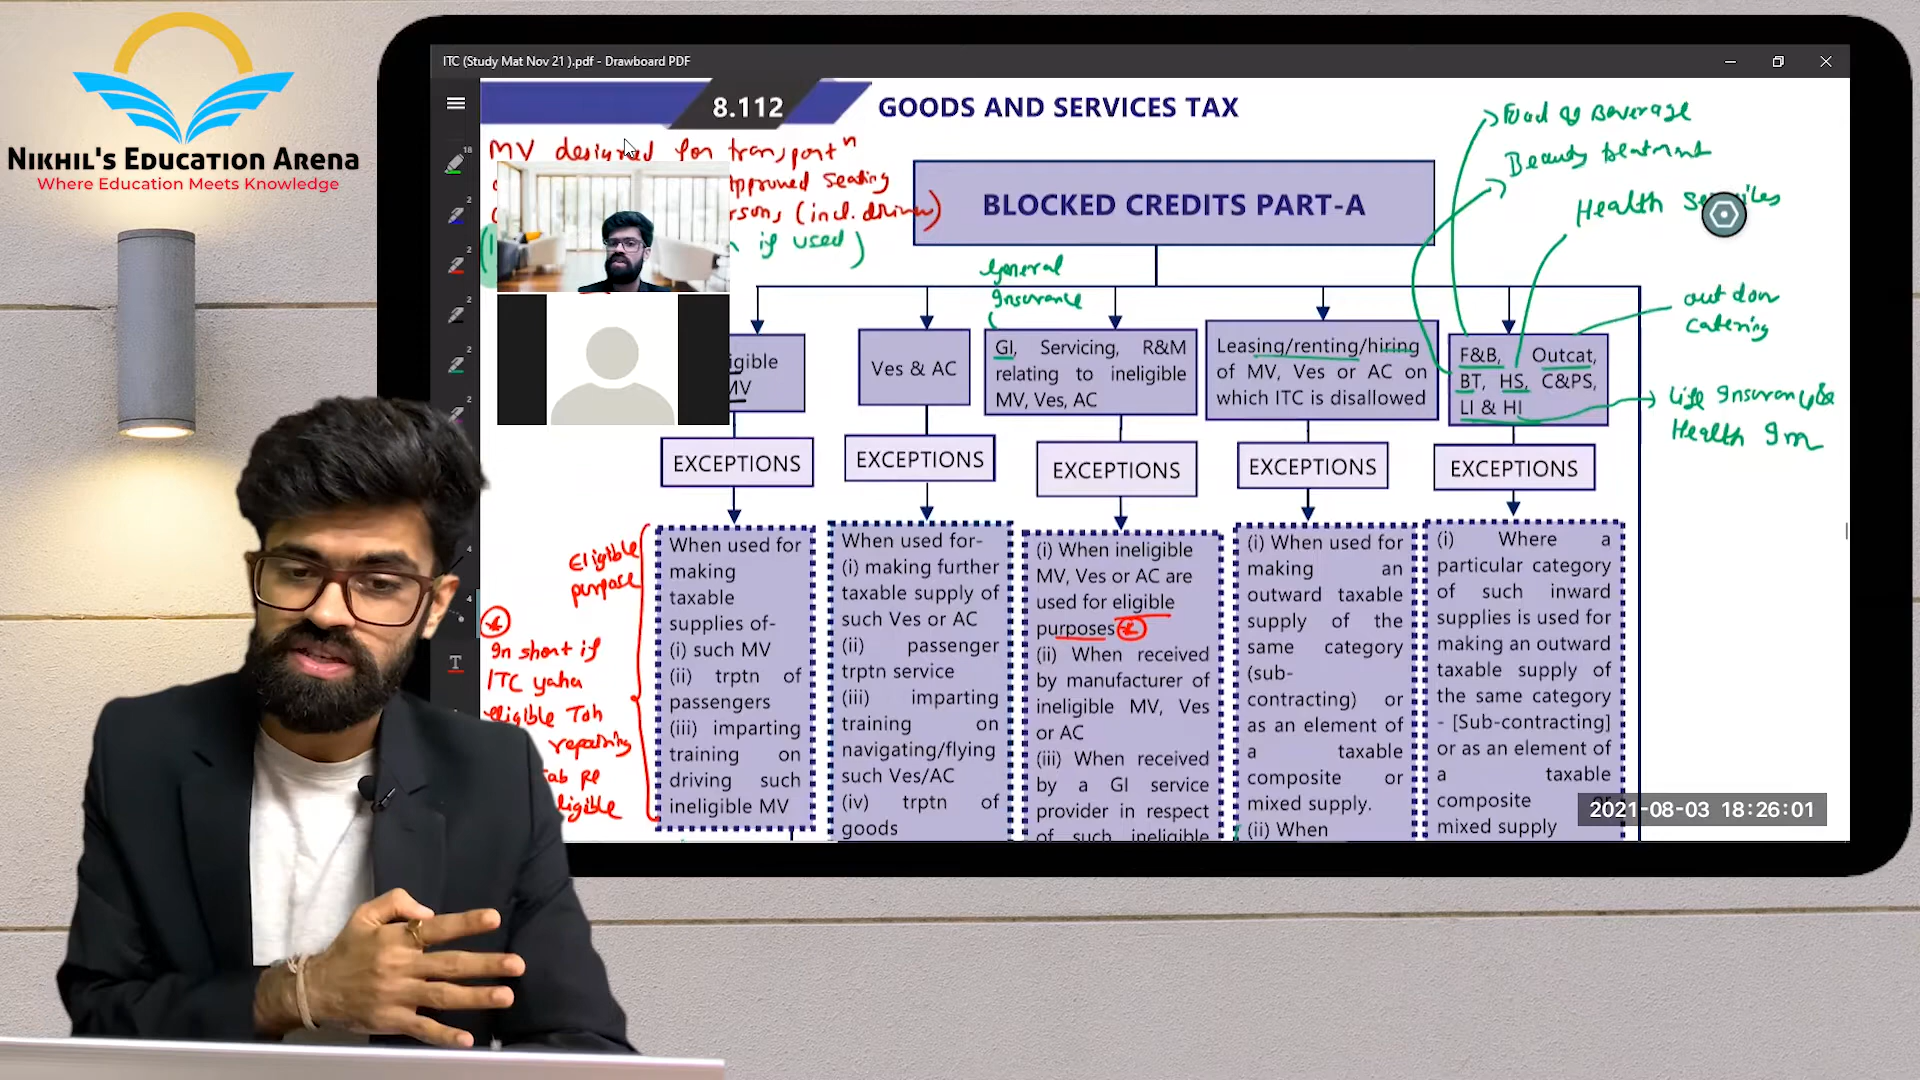 NIKHIL'S EDUCATION ARENA
Where Education Meets Knowledge
ITC (Study Mat Nov 21 ).pdf - Drawboard PDF
8.112
GOODS AND SERVICES TAX
MV designed for transportn
approved seating
(incl. driver)
if used)
BLOCKED CREDITS PART-A
Food & Beverage
Beauty treatment
Health Services
General
Insurance
out door
catering
Life Insurance &
Health Ins
MV
Ves & AC
GI, Servicing, R&M
relating to ineligible
MV, Ves, AC
Leasing/renting/hiring
of MV, Ves or AC on
which ITC is disallowed
F&B, Outcat,
BT, HS, C&PS,
LI & HI
EXCEPTIONS
EXCEPTIONS
EXCEPTIONS
EXCEPTIONS
EXCEPTIONS
Eligible
purpose
In short if
ITC yaha
eligible Toh
repairing
When used for
making
taxable
supplies of-
(i) such MV
(ii) trptn of
passengers
(iii) imparting
training on
driving such
ineligible MV
When used for-
(i) making further
taxable supply of
such Ves or AC
(ii) passenger
trptn service
(iii) imparting
training on
navigating/flying
such Ves/AC
(iv) trptn of
goods
(i) When ineligible
MV, Ves or AC are
used for eligible
purposes
(ii) When received
by manufacturer of
ineligible MV, Ves
or AC
(iii) When received
by a GI service
provider in respect
of such ineligible
(i) When used for
making an
outward taxable
supply of the
same category
(sub-
contracting) or
as an element of
a taxable
composite or
mixed supply.
(ii) When
(i) Where a
particular category
of such inward
supplies is used for
making an outward
taxable supply of
the same category
- [Sub-contracting]
or as an element of
a taxable
composite or
mixed supply
2021-08-03 18:26:01